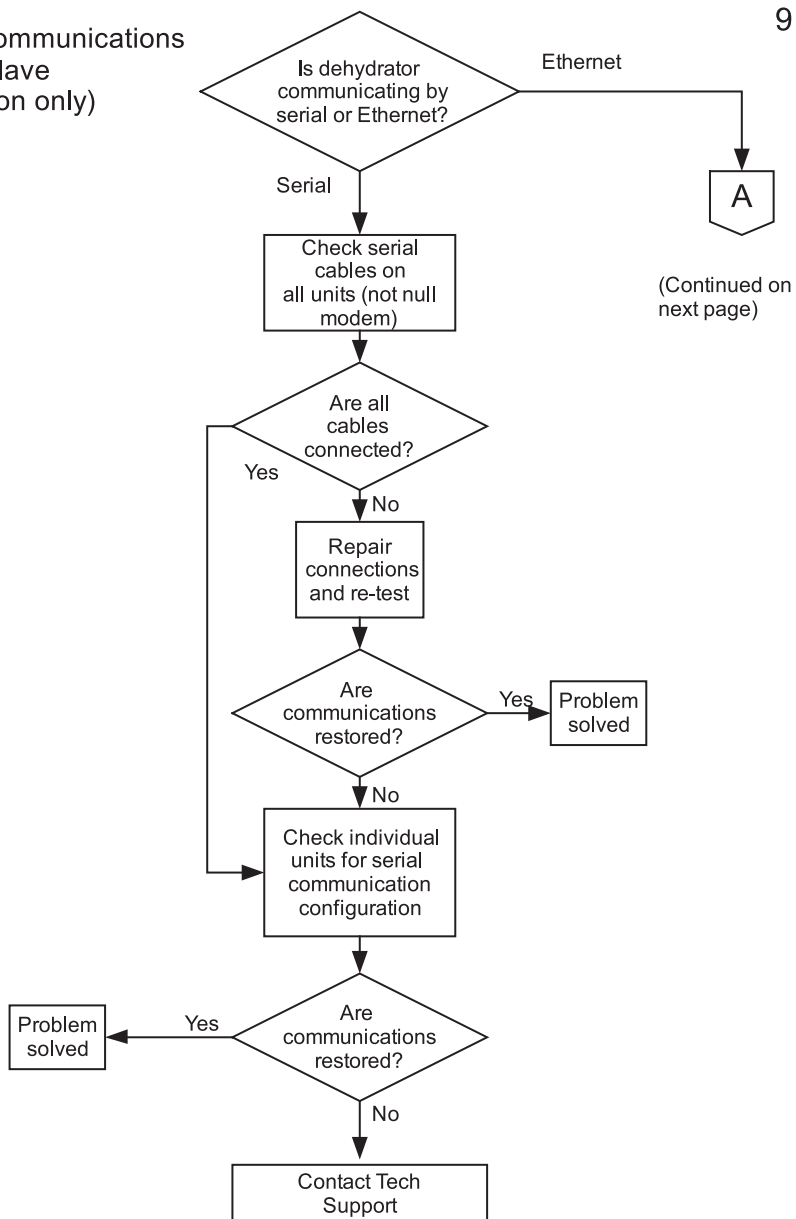 9
ommunications
lave
on only)
Is dehydrator
communicating by
serial or Ethernet?
Ethernet
Serial
A
(Continued on
next page)
Check serial
cables on
all units (not null
modem)
Are all
cables
connected?
Yes
No
Repair
connections
and re-test
Are
communications
restored?
Yes
Problem
solved
No
Check individual
units for serial
communication
configuration
Are
communications
restored?
Yes
Problem
solved
No
Contact Tech
Support